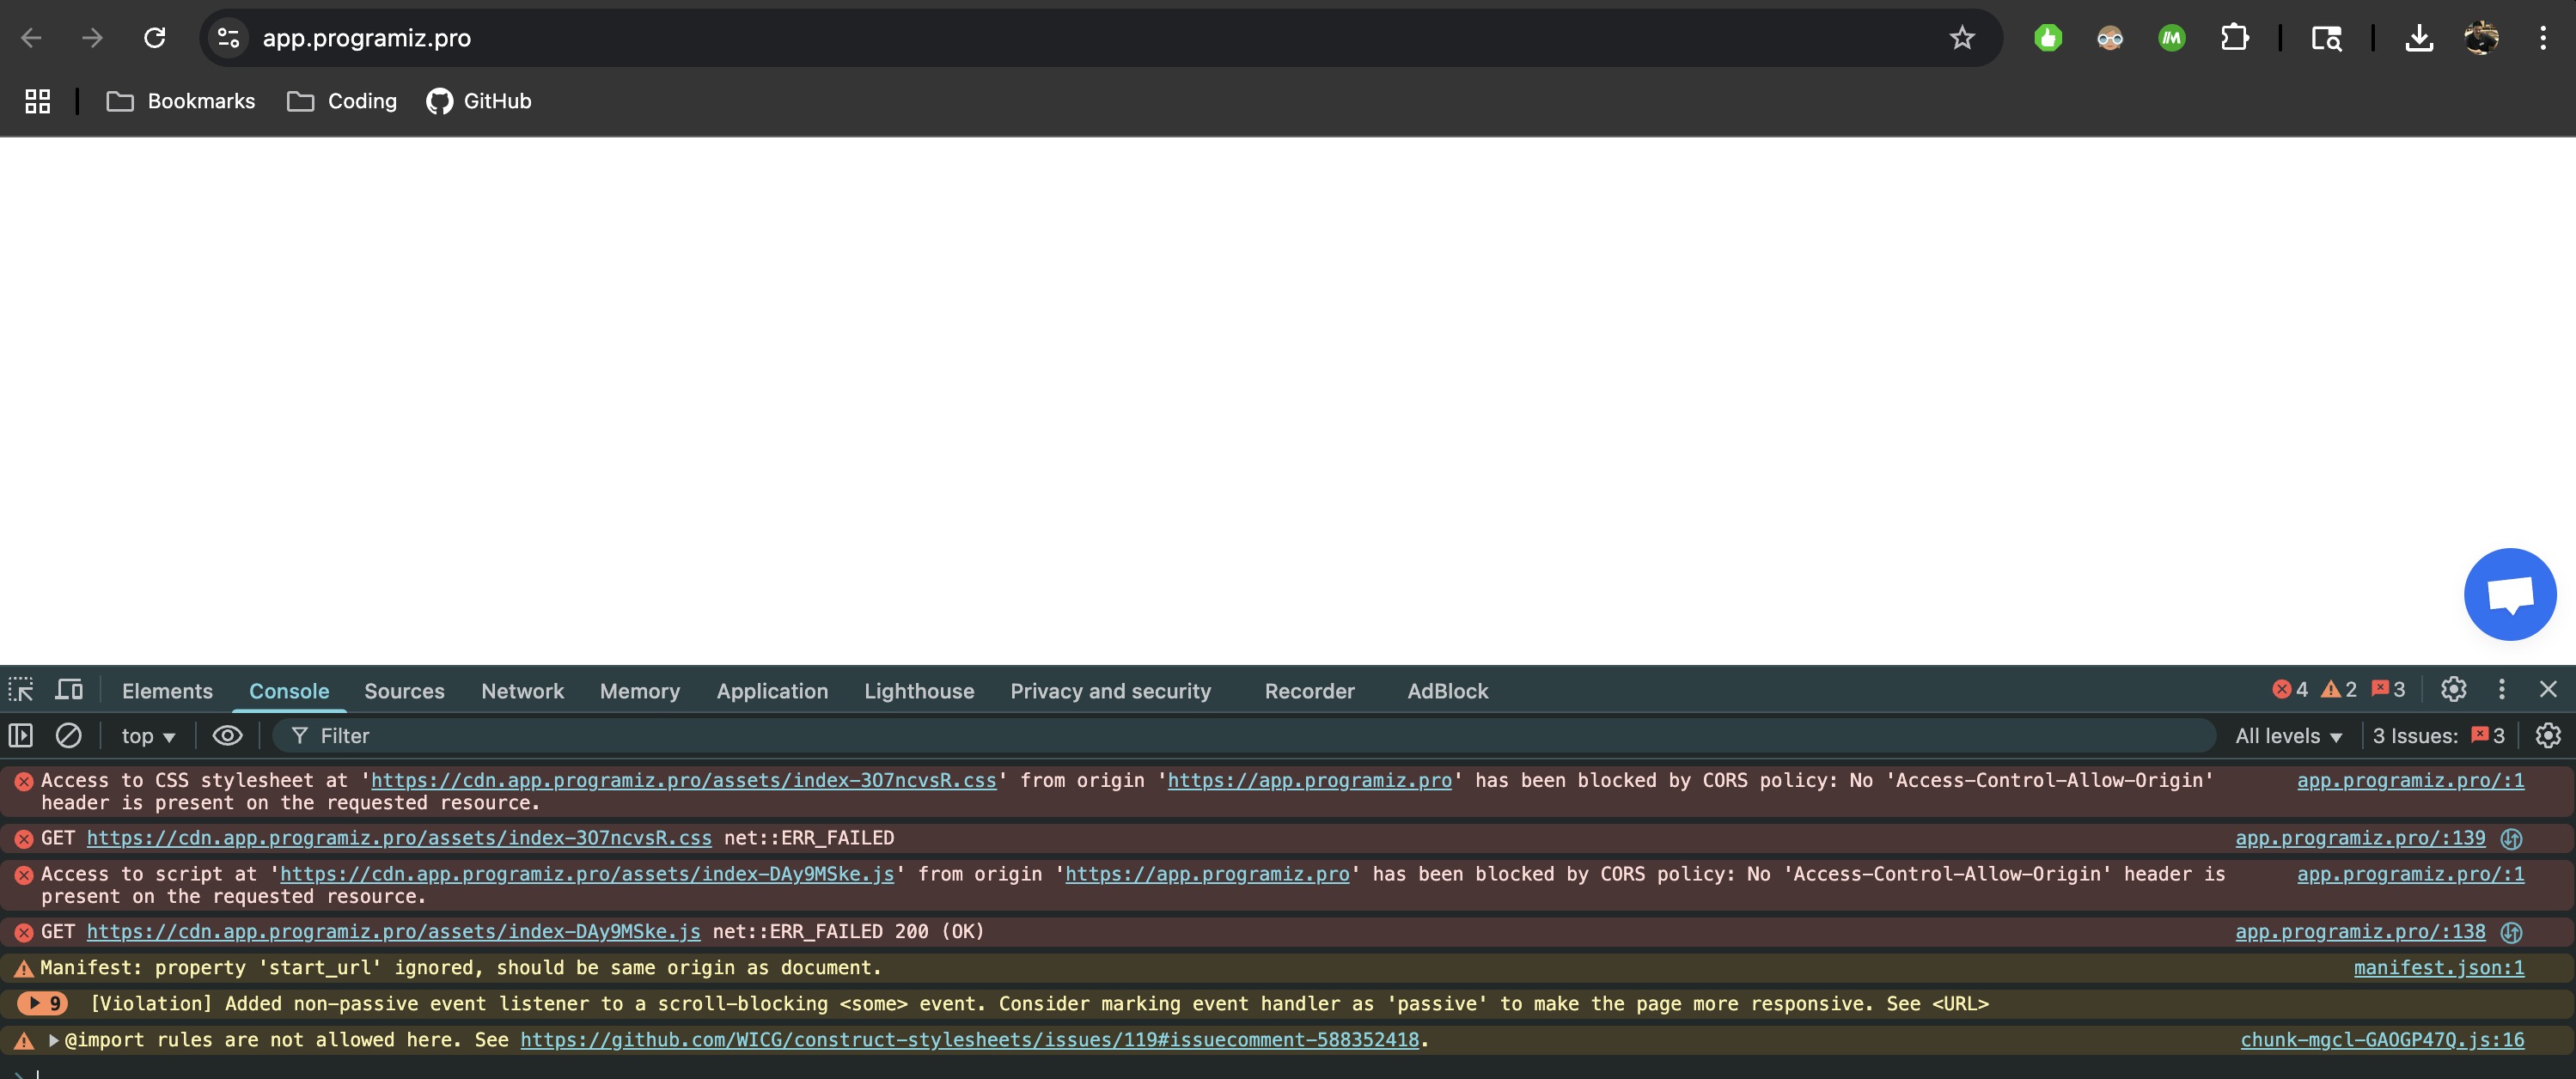 app.programiz.pro
Bookmarks Coding GitHub
Elements Console Sources Network Memory Application Lighthouse Privacy and security Recorder AdBlock 4 2 3
top Filter All levels 3 Issues: 3
Access to CSS stylesheet at 'https://cdn.app.programiz.pro/assets/index-3O7ncvsR.css' from origin 'https://app.programiz.pro' has been blocked by CORS policy: No 'Access-Control-Allow-Origin' app.programiz.pro/:1
header is present on the requested resource.
GET https://cdn.app.programiz.pro/assets/index-3O7ncvsR.css net::ERR_FAILED app.programiz.pro/:139
Access to script at 'https://cdn.app.programiz.pro/assets/index-DAy9MSke.js' from origin 'https://app.programiz.pro' has been blocked by CORS policy: No 'Access-Control-Allow-Origin' header is app.programiz.pro/:1
present on the requested resource.
GET https://cdn.app.programiz.pro/assets/index-DAy9MSke.js net::ERR_FAILED 200 (OK) app.programiz.pro/:138
Manifest: property 'start_url' ignored, should be same origin as document. manifest.json:1
9 [Violation] Added non-passive event listener to a scroll-blocking <some> event. Consider marking event handler as 'passive' to make the page more responsive. See <URL>
@import rules are not allowed here. See https://github.com/WICG/construct-stylesheets/issues/119#issuecomment-588352418. chunk-mgcl-GAOGP47Q.js:16